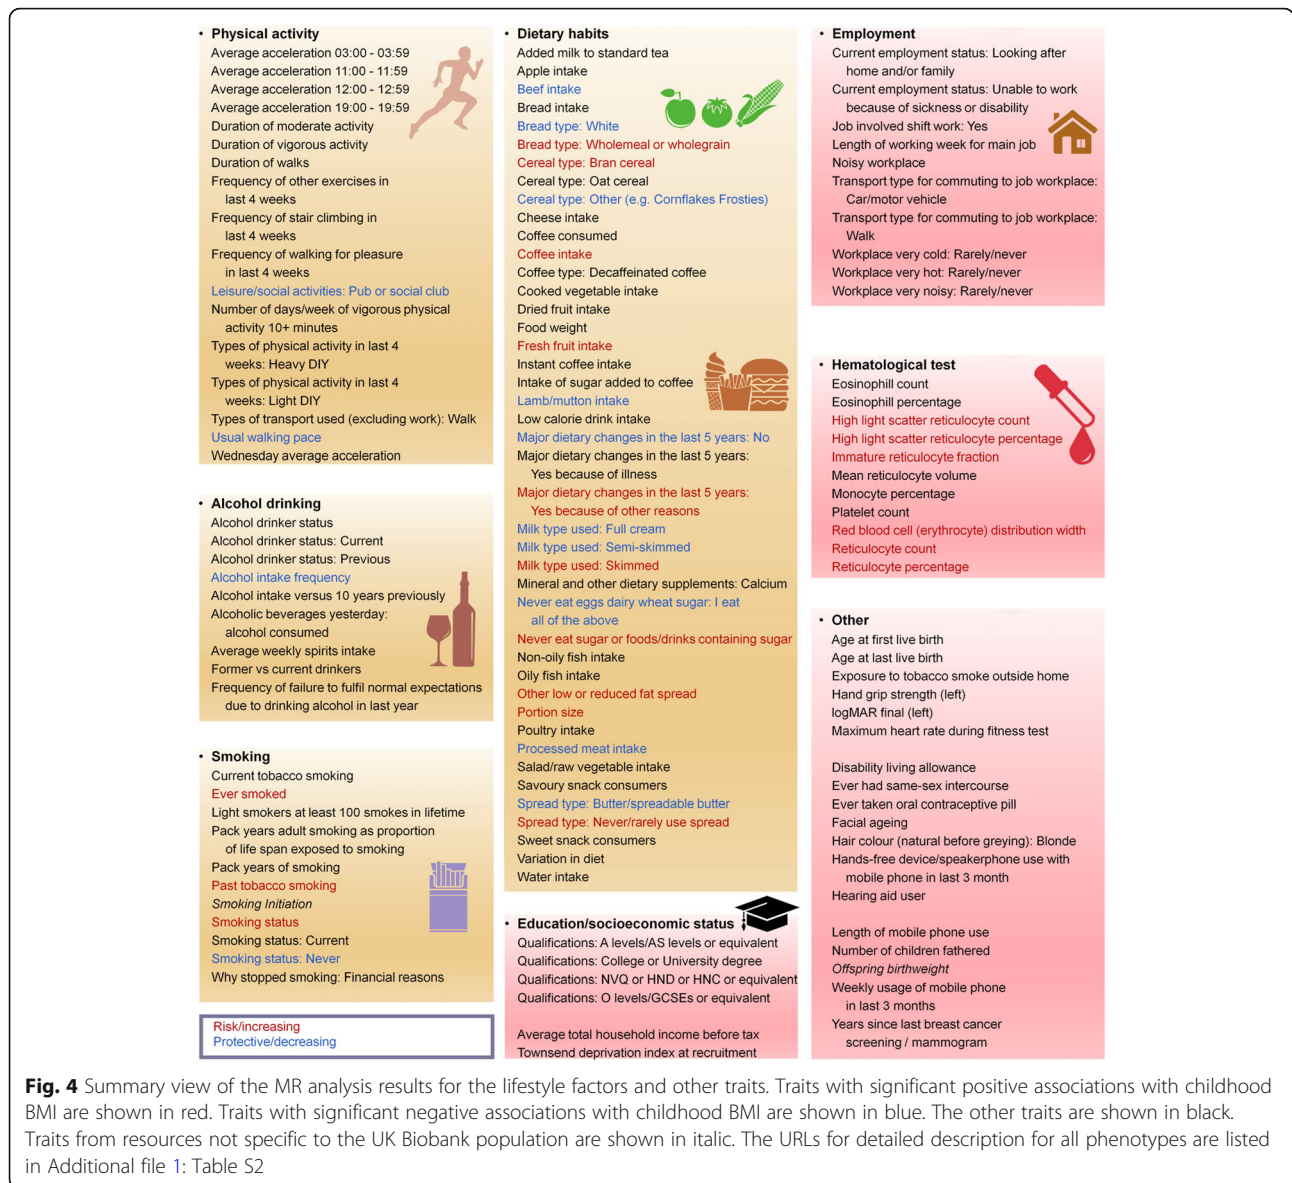 • Physical activity
Average acceleration 03:00 - 03:59
Average acceleration 11:00 - 11:59
Average acceleration 12:00 - 12:59
Average acceleration 19:00 - 19:59
Duration of moderate activity
Duration of vigorous activity
Duration of walks
Frequency of other exercises in
last 4 weeks
Frequency of stair climbing in
last 4 weeks
Frequency of walking for pleasure
in last 4 weeks
Leisure/social activities: Pub or social club
Number of days/week of vigorous physical
activity 10+ minutes
Types of physical activity in last 4
weeks: Heavy DIY
Types of physical activity in last 4
weeks: Light DIY
Types of transport used (excluding work): Walk
Usual walking pace
Wednesday average acceleration
• Alcohol drinking
Alcohol drinker status
Alcohol drinker status: Current
Alcohol drinker status: Previous
Alcohol intake frequency
Alcohol intake versus 10 years previously
Alcoholic beverages yesterday:
alcohol consumed
Average weekly spirits intake
Former vs current drinkers
Frequency of failure to fulfil normal expectations
due to drinking alcohol in last year
• Smoking
Current tobacco smoking
Ever smoked
Light smokers at least 100 smokes in lifetime
Pack years adult smoking as proportion
of life span exposed to smoking
Pack years of smoking
Past tobacco smoking
Smoking Initiation
Smoking status
Smoking status: Current
Smoking status: Never
Why stopped smoking: Financial reasons
Risk/increasing
Protective/decreasing
• Dietary habits
Added milk to standard tea
Apple intake
Beef intake
Bread intake
Bread type: White
Bread type: Wholemeal or wholegrain
Cereal type: Bran cereal
Cereal type: Oat cereal
Cereal type: Other (e.g. Cornflakes Frosties)
Cheese intake
Coffee consumed
Coffee intake
Coffee type: Decaffeinated coffee
Cooked vegetable intake
Dried fruit intake
Food weight
Fresh fruit intake
Instant coffee intake
Intake of sugar added to coffee
Lamb/mutton intake
Low calorie drink intake
Major dietary changes in the last 5 years: No
Major dietary changes in the last 5 years:
Yes because of illness
Major dietary changes in the last 5 years:
Yes because of other reasons
Milk type used: Full cream
Milk type used: Semi-skimmed
Milk type used: Skimmed
Mineral and other dietary supplements: Calcium
Never eat eggs dairy wheat sugar: I eat
all of the above
Never eat sugar or foods/drinks containing sugar
Non-oily fish intake
Oily fish intake
Other low or reduced fat spread
Portion size
Poultry intake
Processed meat intake
Salad/raw vegetable intake
Savoury snack consumers
Spread type: Butter/spreadable butter
Spread type: Never/rarely use spread
Sweet snack consumers
Variation in diet
Water intake
• Education/socioeconomic status
Qualifications: A levels/AS levels or equivalent
Qualifications: College or University degree
Qualifications: NVQ or HND or HNC or equivalent
Qualifications: O levels/GCSEs or equivalent
Average total household income before tax
Townsend deprivation index at recruitment
• Employment
Current employment status: Looking after
home and/or family
Current employment status: Unable to work
because of sickness or disability
Job involved shift work: Yes
Length of working week for main job
Noisy workplace
Transport type for commuting to job workplace:
Car/motor vehicle
Transport type for commuting to job workplace:
Walk
Workplace very cold: Rarely/never
Workplace very hot: Rarely/never
Workplace very noisy: Rarely/never
• Hematological test
Eosinophill count
Eosinophill percentage
High light scatter reticulocyte count
High light scatter reticulocyte percentage
Immature reticulocyte fraction
Mean reticulocyte volume
Monocyte percentage
Platelet count
Red blood cell (erythrocyte) distribution width
Reticulocyte count
Reticulocyte percentage
• Other
Age at first live birth
Age at last live birth
Exposure to tobacco smoke outside home
Hand grip strength (left)
logMAR final (left)
Maximum heart rate during fitness test
Disability living allowance
Ever had same-sex intercourse
Ever taken oral contraceptive pill
Facial ageing
Hair colour (natural before greying): Blonde
Hands-free device/speakerphone use with
mobile phone in last 3 month
Hearing aid user
Length of mobile phone use
Number of children fathered
Offspring birthweight
Weekly usage of mobile phone
in last 3 months
Years since last breast cancer
screening / mammogram
Fig. 4 Summary view of the MR analysis results for the lifestyle factors and other traits. Traits with significant positive associations with childhood
BMI are shown in red. Traits with significant negative associations with childhood BMI are shown in blue. The other traits are shown in black.
Traits from resources not specific to the UK Biobank population are shown in italic. The URLs for detailed description for all phenotypes are listed
in Additional file 1: Table S2